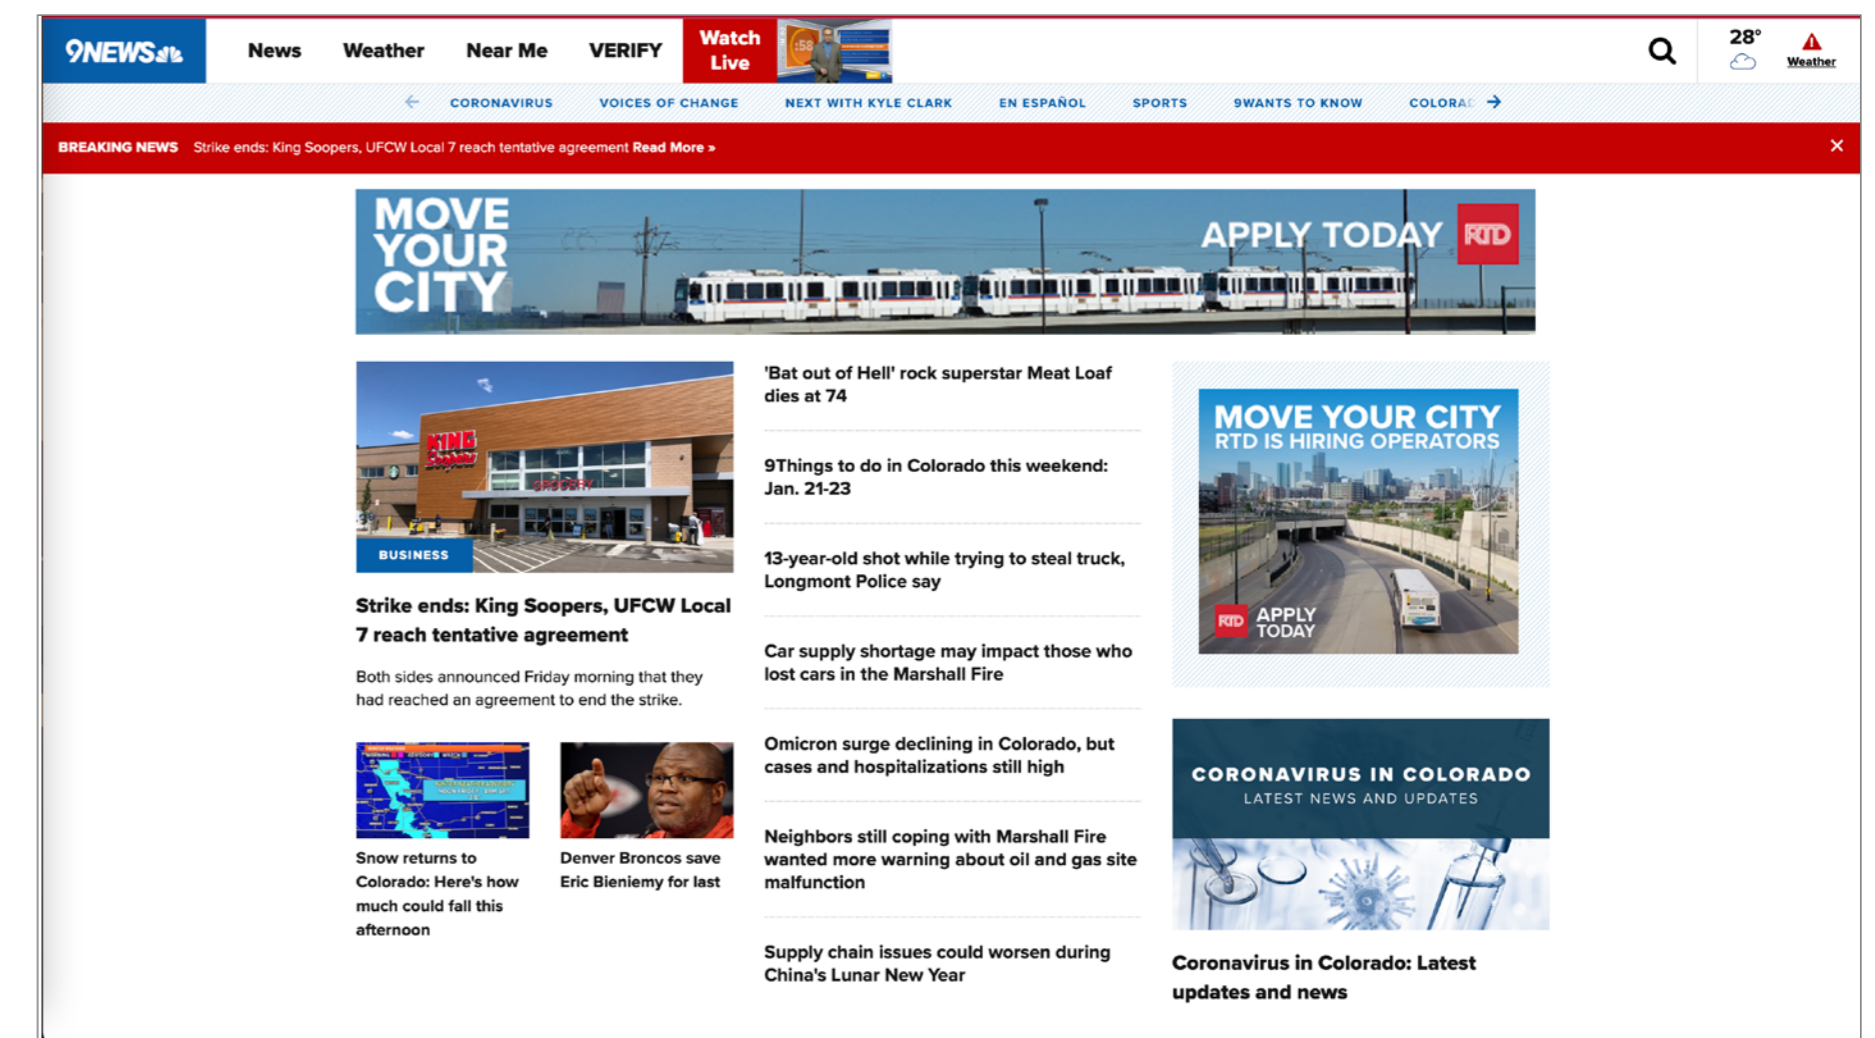 9NEWS
News
Weather
Near Me
VERIFY
Watch
Live
:58
28°
Weather
CORONAVIRUS
VOICES OF CHANGE
NEXT WITH KYLE CLARK
EN ESPAÑOL
SPORTS
9WANTS TO KNOW
COLORAD
BREAKING NEWS Strike ends: King Soopers, UFCW Local 7 reach tentative agreement Read More »
MOVE
YOUR
CITY
APPLY TODAY
RTD
KING
Soopers
GROCERY
BUSINESS
Strike ends: King Soopers, UFCW Local
7 reach tentative agreement
Both sides announced Friday morning that they
had reached an agreement to end the strike.
Snow returns to
Colorado: Here's how
much could fall this
afternoon
Denver Broncos save
Eric Bieniemy for last
'Bat out of Hell' rock superstar Meat Loaf
dies at 74
9Things to do in Colorado this weekend:
Jan. 21-23
13-year-old shot while trying to steal truck,
Longmont Police say
Car supply shortage may impact those who
lost cars in the Marshall Fire
Omicron surge declining in Colorado, but
cases and hospitalizations still high
Neighbors still coping with Marshall Fire
wanted more warning about oil and gas site
malfunction
Supply chain issues could worsen during
China's Lunar New Year
MOVE YOUR CITY
RTD IS HIRING OPERATORS
RTD
APPLY
TODAY
CORONAVIRUS IN COLORADO
LATEST NEWS AND UPDATES
Coronavirus in Colorado: Latest
updates and news